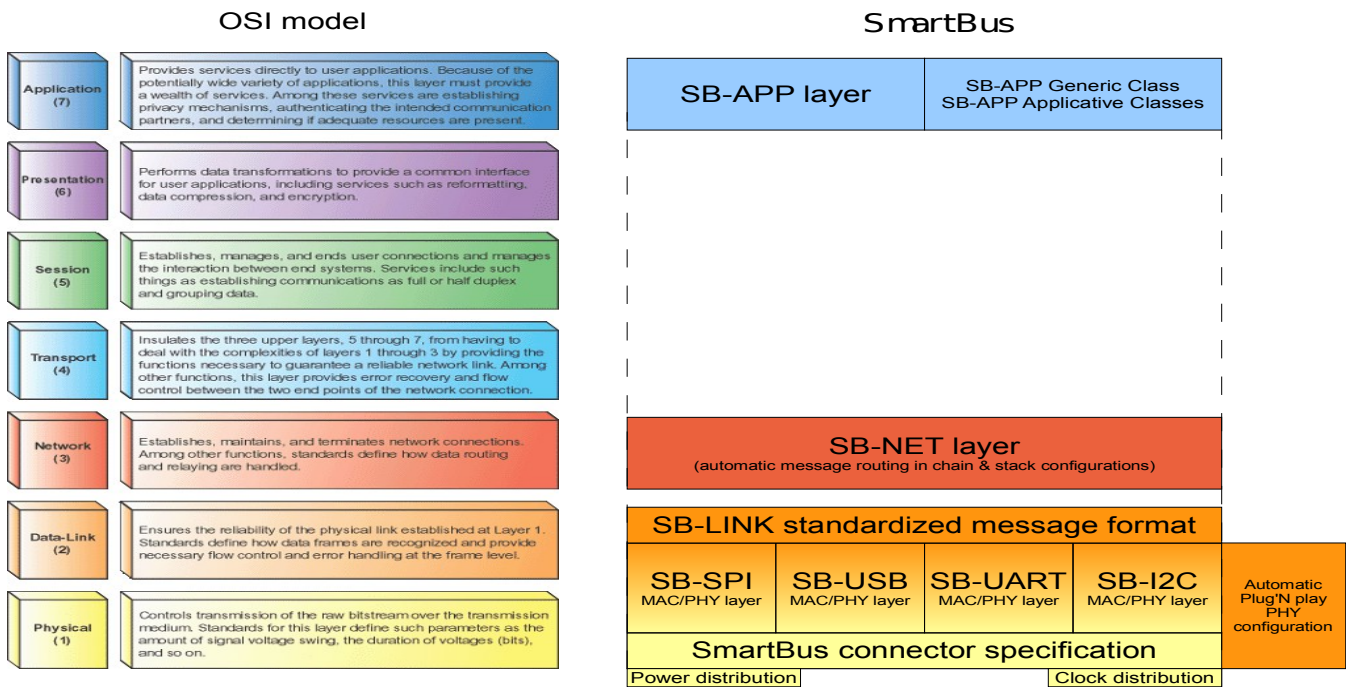 OSI model
Application
(7)
Provides services directly to user applications. Because of the
potentially wide variety of applications, this layer must provide
a wealth of services. Among these services are establishing
privacy mechanisms, authenticating the intended communication
partners, and determining if adequate resources are present.
Presentation
(6)
Performs data transformations to provide a common interface
for user applications, including services such as reformatting,
data compression, and encryption.
Session
(5)
Establishes, manages, and ends user connections and manages
the interaction between end systems. Services include such
things as establishing communications as full or half duplex
and grouping data.
Transport
(4)
Insulates the three upper layers, 5 through 7, from having to
deal with the complexities of layers 1 through 3 by providing the
functions necessary to guarantee a reliable network link. Among
other functions, this layer provides error recovery and flow
control between the two end points of the network connection.
Network
(3)
Establishes, maintains, and terminates network connections.
Among other functions, standards define how data routing
and relaying are handled.
Data-Link
(2)
Ensures the reliability of the physical link established at Layer 1.
Standards define how data frames are recognized and provide
necessary flow control and error handling at the frame level.
Physical
(1)
Controls transmission of the raw bitstream over the transmission
medium. Standards for this layer define such parameters as the
amount of signal voltage swing, the duration of voltages (bits),
and so on.
SmartBus
SB-APP layer
SB-APP Generic Class
SB-APP Applicative Classes
SB-NET layer
(automatic message routing in chain & stack configurations)
SB-LINK standardized message format
SB-SPI
MAC/PHY layer
SB-USB
MAC/PHY layer
SB-UART
MAC/PHY layer
SB-I2C
MAC/PHY layer
Automatic
Plug'N play
PHY
configuration
SmartBus connector specification
Power distribution
Clock distribution